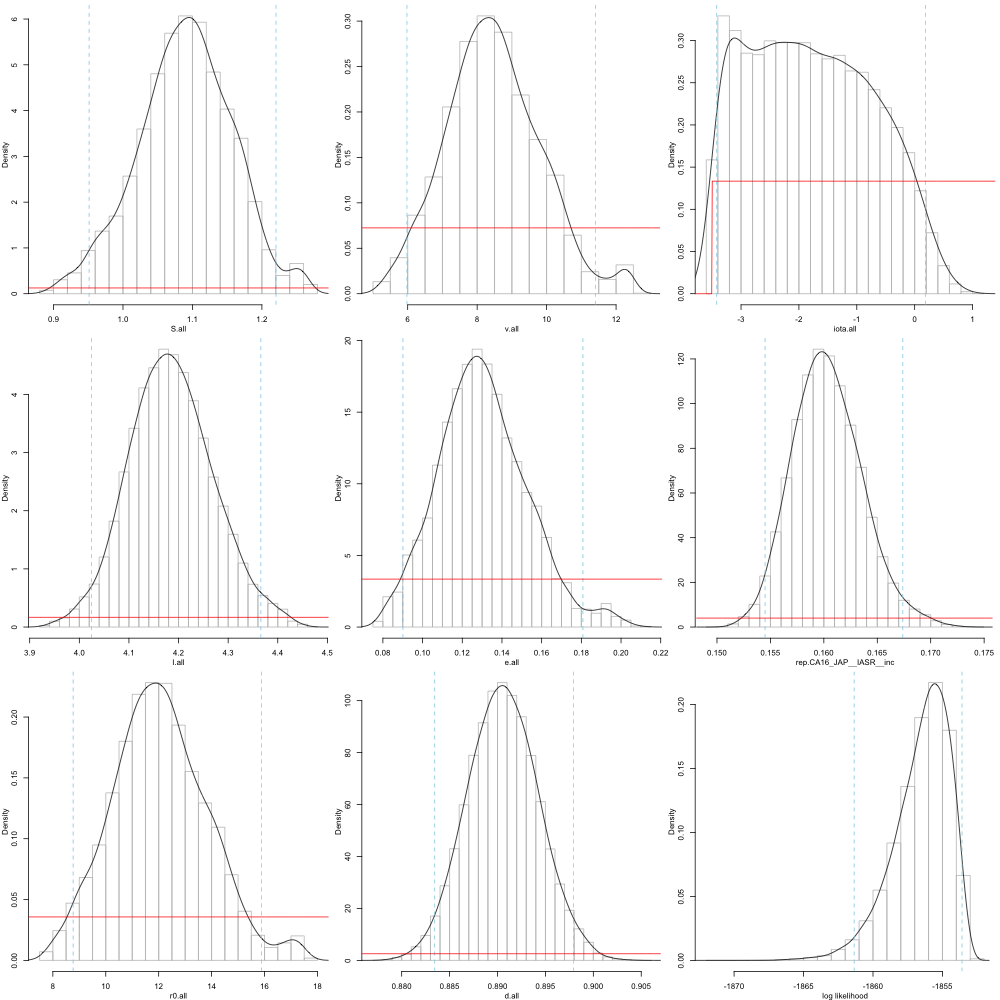 Density
0 1 2 3 4 5 6
0.9 1.0 1.1 1.2
S.all
Density
0.00 0.05 0.10 0.15 0.20 0.25 0.30
6 8 10 12
v.all
Density
0.00 0.05 0.10 0.15 0.20 0.25 0.30
-3 -2 -1 0 1
iota.all
Density
0 1 2 3 4
3.9 4.0 4.1 4.2 4.3 4.4 4.5
l.all
Density
0 5 10 15 20
0.08 0.10 0.12 0.14 0.16 0.18 0.20 0.22
e.all
Density
0 20 40 60 80 100 120
0.150 0.155 0.160 0.165 0.170 0.175
rep.CA16_JAP__IASR__inc
Density
0.00 0.05 0.10 0.15 0.20
8 10 12 14 16 18
r0.all
Density
0 20 40 60 80 100
0.880 0.885 0.890 0.895 0.900 0.905
d.all
Density
0.00 0.05 0.10 0.15 0.20
-1870 -1865 -1860 -1855
log likelihood